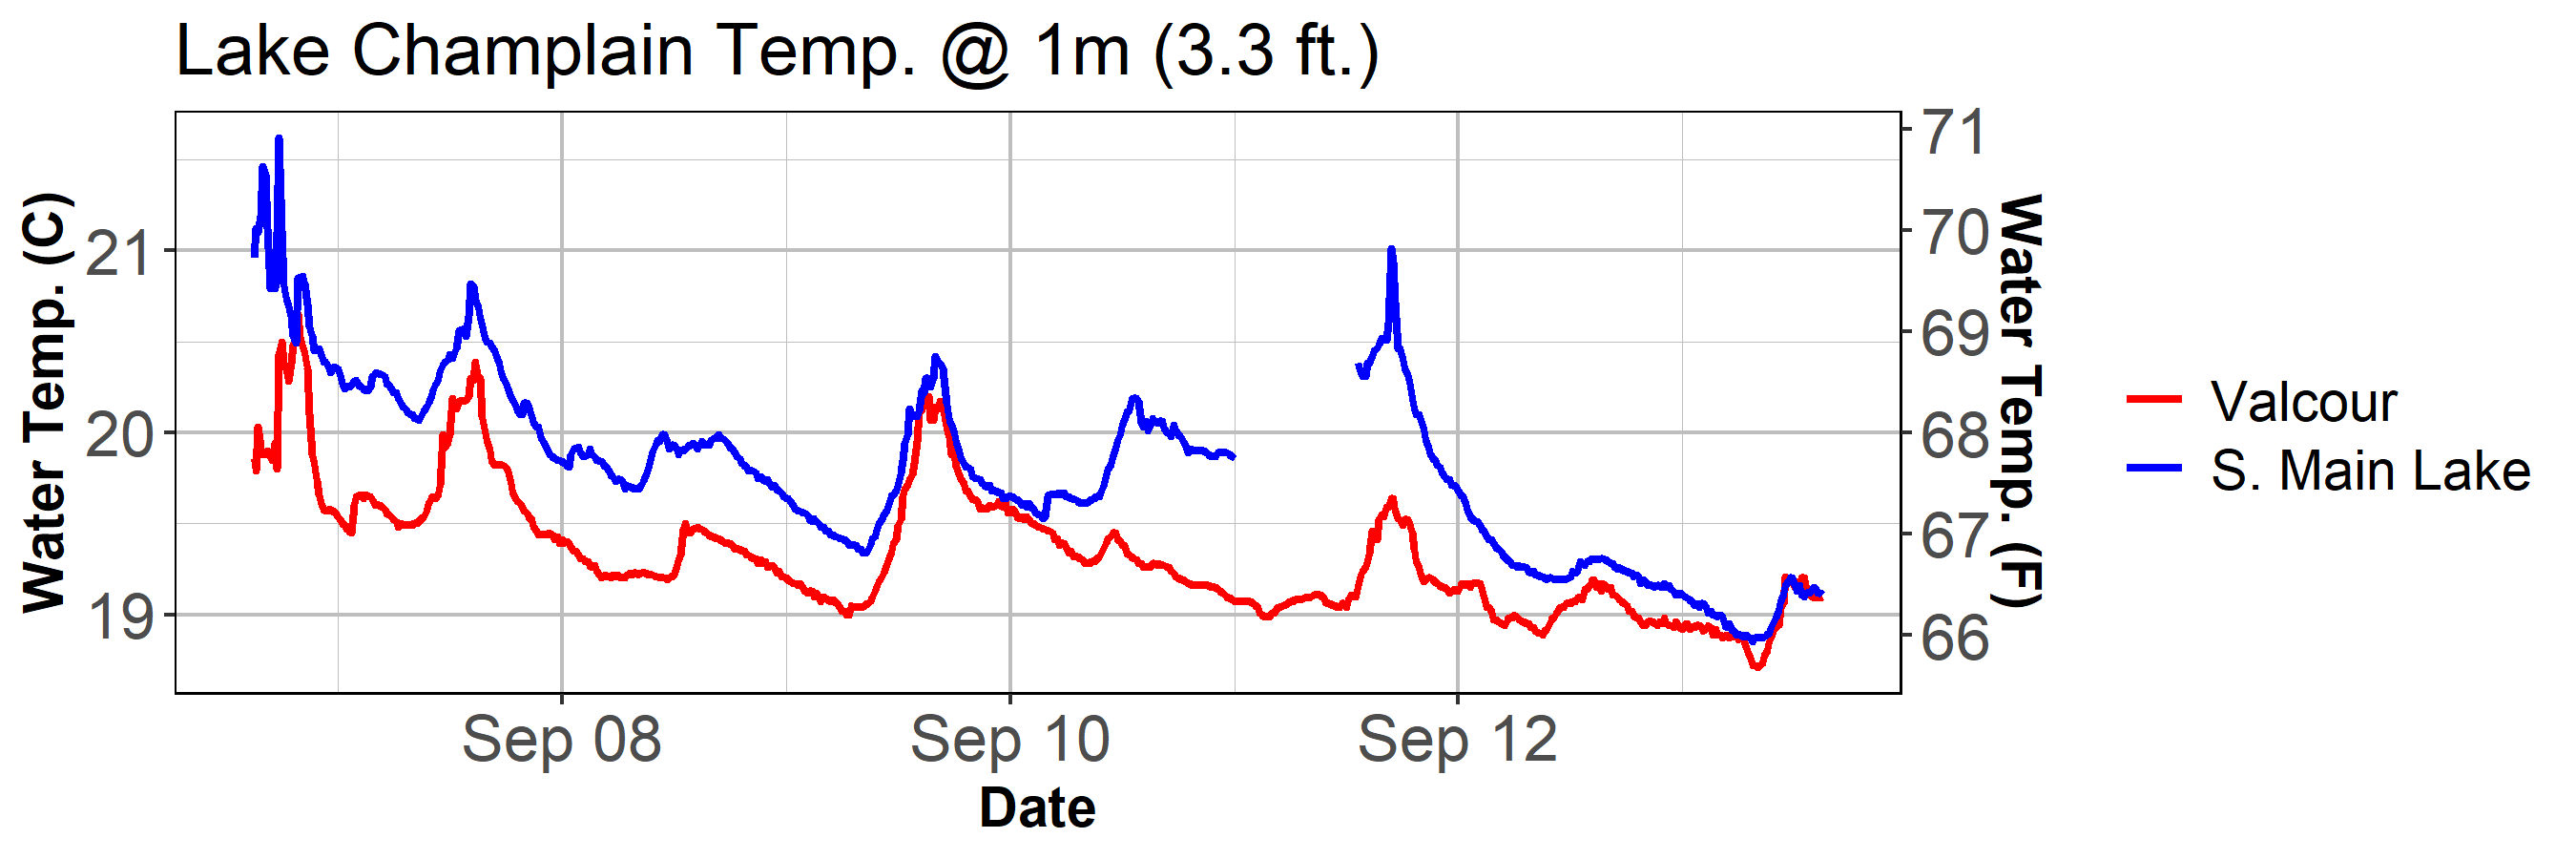 Lake Champlain Temp. @ 1m (3.3 ft.)
Water Temp. (C)
21
20
19
71
70
69
68
67
66
Water Temp. (F)
Sep 08
Sep 10
Sep 12
Date
Valcour
S. Main Lake